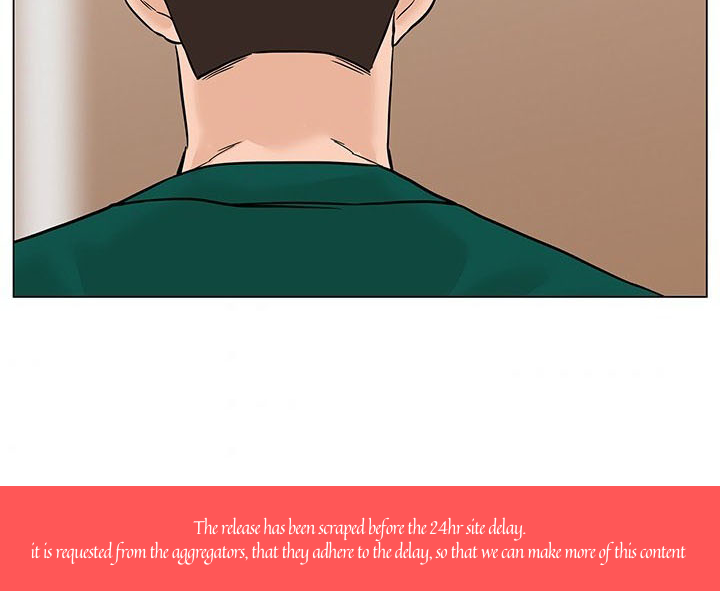 The release has been scraped before the 24hr site delay.
it is requested from the aggregators, that they adhere to the delay, so that we can make more of this content